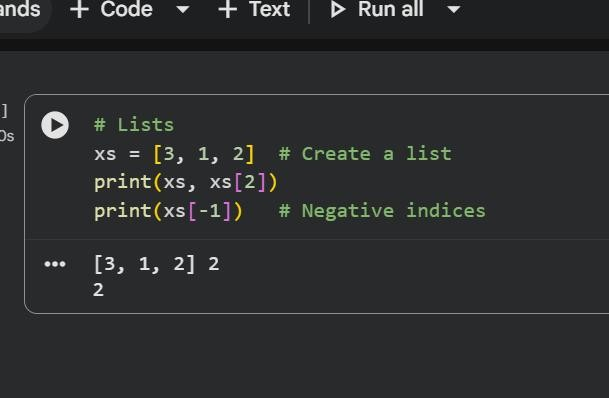 ands + Code + Text Run all
]
# Lists
0s
xs = [3, 1, 2]  # Create a list
print(xs, xs[2])
print(xs[-1])   # Negative indices
[3, 1, 2] 2
2